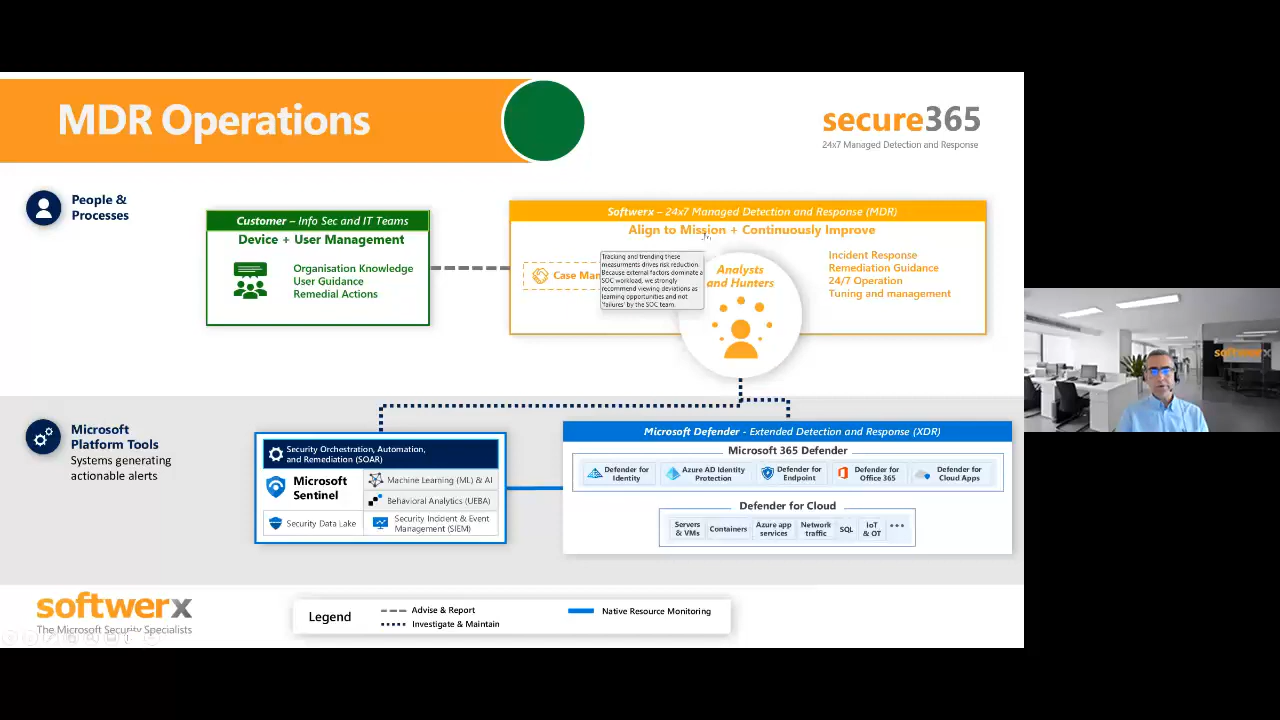 MDR Operations
secure365
24x7 Managed Detection and Response
People &
Processes
Customer – Info Sec and IT Teams
Device + User Management
Organisation Knowledge
User Guidance
Remedial Actions
Softwerx – 24x7 Managed Detection and Response (MDR)
Align to Mission + Continuously Improve
Case Man
Tracking and trending these
measurments drives risk reduction.
Because external factors dominate a
SOC workload, we strongly
recommend viewing deviations as
learning opportunities and not
'failures' by the SOC team.
Analysts
and Hunters
Incident Response
Remediation Guidance
24/7 Operation
Tuning and management
softwerx
Microsoft
Platform Tools
Systems generating
actionable alerts
Security Orchestration, Automation,
and Remediation (SOAR)
Microsoft
Sentinel
Machine Learning (ML) & AI
Behavioral Analytics (UEBA)
Security Data Lake
Security Incident & Event
Management (SIEM)
Microsoft Defender - Extended Detection and Response (XDR)
Microsoft 365 Defender
Defender for
Identity
Azure AD Identity
Protection
Defender for
Endpoint
Defender for
Office 365
Defender for
Cloud Apps
Defender for Cloud
Servers
& VMs
Containers
Azure app
services
Network
traffic
SQL
IoT
& OT
•••
softwerx
The Microsoft Security Specialists
Legend
Advise & Report
Investigate & Maintain
Native Resource Monitoring